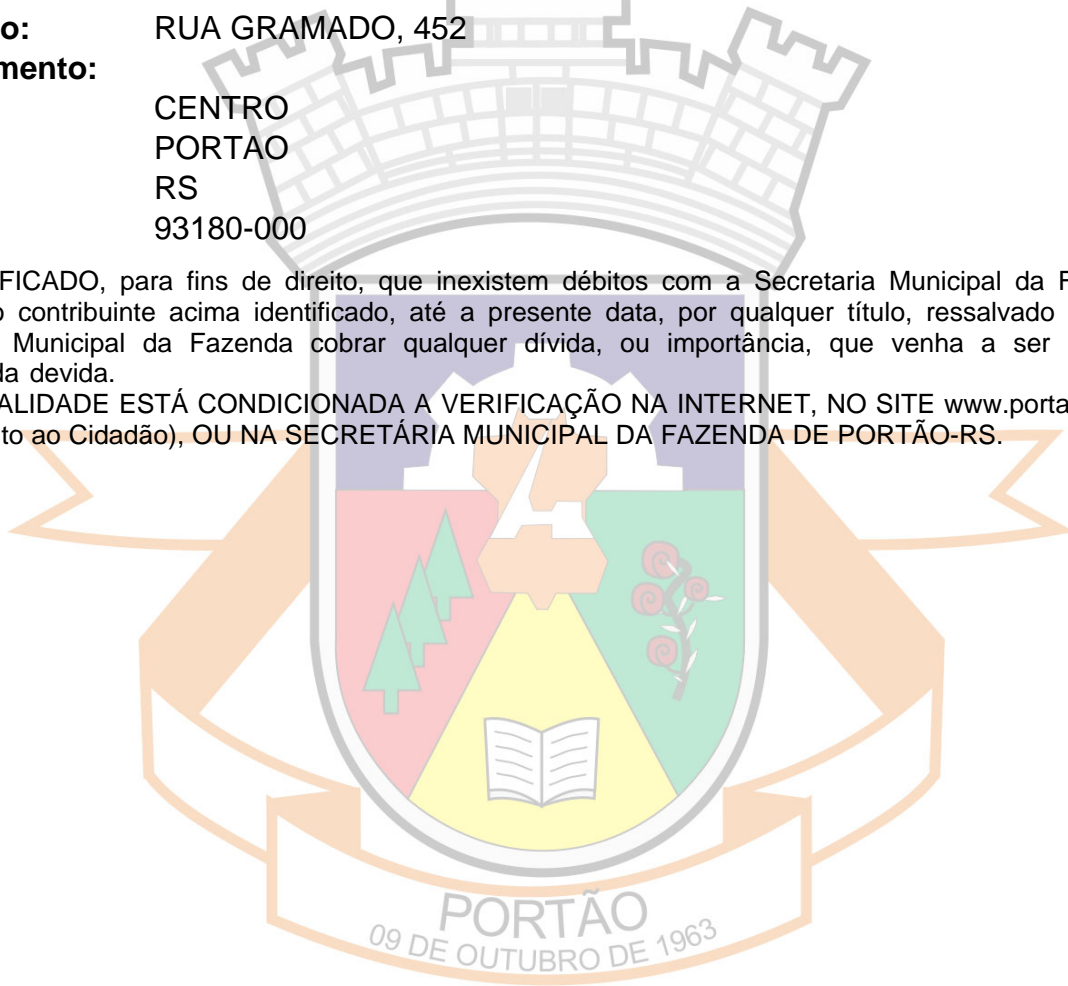 o: RUA GRAMADO, 452
mento:
CENTRO
PORTAO
RS
93180-000
FICADO, para fins de direito, que inexistem débitos com a Secretaria Municipal da F
o contribuinte acima identificado, até a presente data, por qualquer título, ressalvado
Municipal da Fazenda cobrar qualquer dívida, ou importância, que venha a ser
da devida.
ALIDADE ESTÁ CONDICIONADA A VERIFICAÇÃO NA INTERNET, NO SITE www.porta
to ao Cidadão), OU NA SECRETÁRIA MUNICIPAL DA FAZENDA DE PORTÃO-RS.
PORTÃO
09 DE OUTUBRO DE 1963